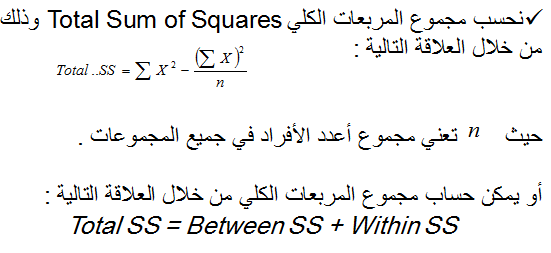 ✓نحسب مجموع المربعات الكلي Total Sum of Squares وذلك
من خلال العلاقة التالية :
Total ..SS = ∑ X² − (∑ X)² / n
حيث n تعني مجموع أعدد الأفراد في جميع المجموعات .
أو يمكن حساب مجموع المربعات الكلي من خلال العلاقة التالية :
Total SS = Between SS + Within SS